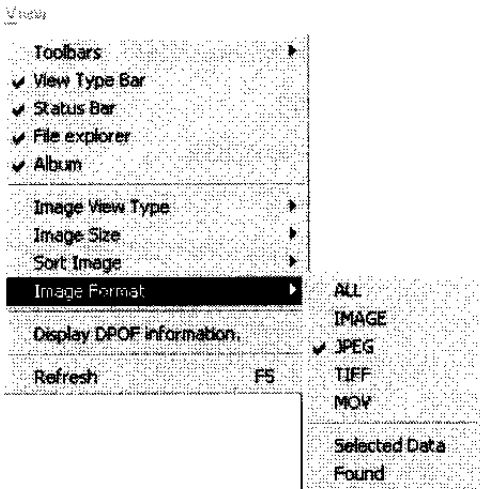 View
Toolbars
View Type Bar
Status Bar
File explorer
Album
Image View Type
Image Size
Sort Image
Image Format
Display DPOF information.
Refresh F5
ALL
IMAGE
JPEG
TIFF
MOV
Selected Data
Found